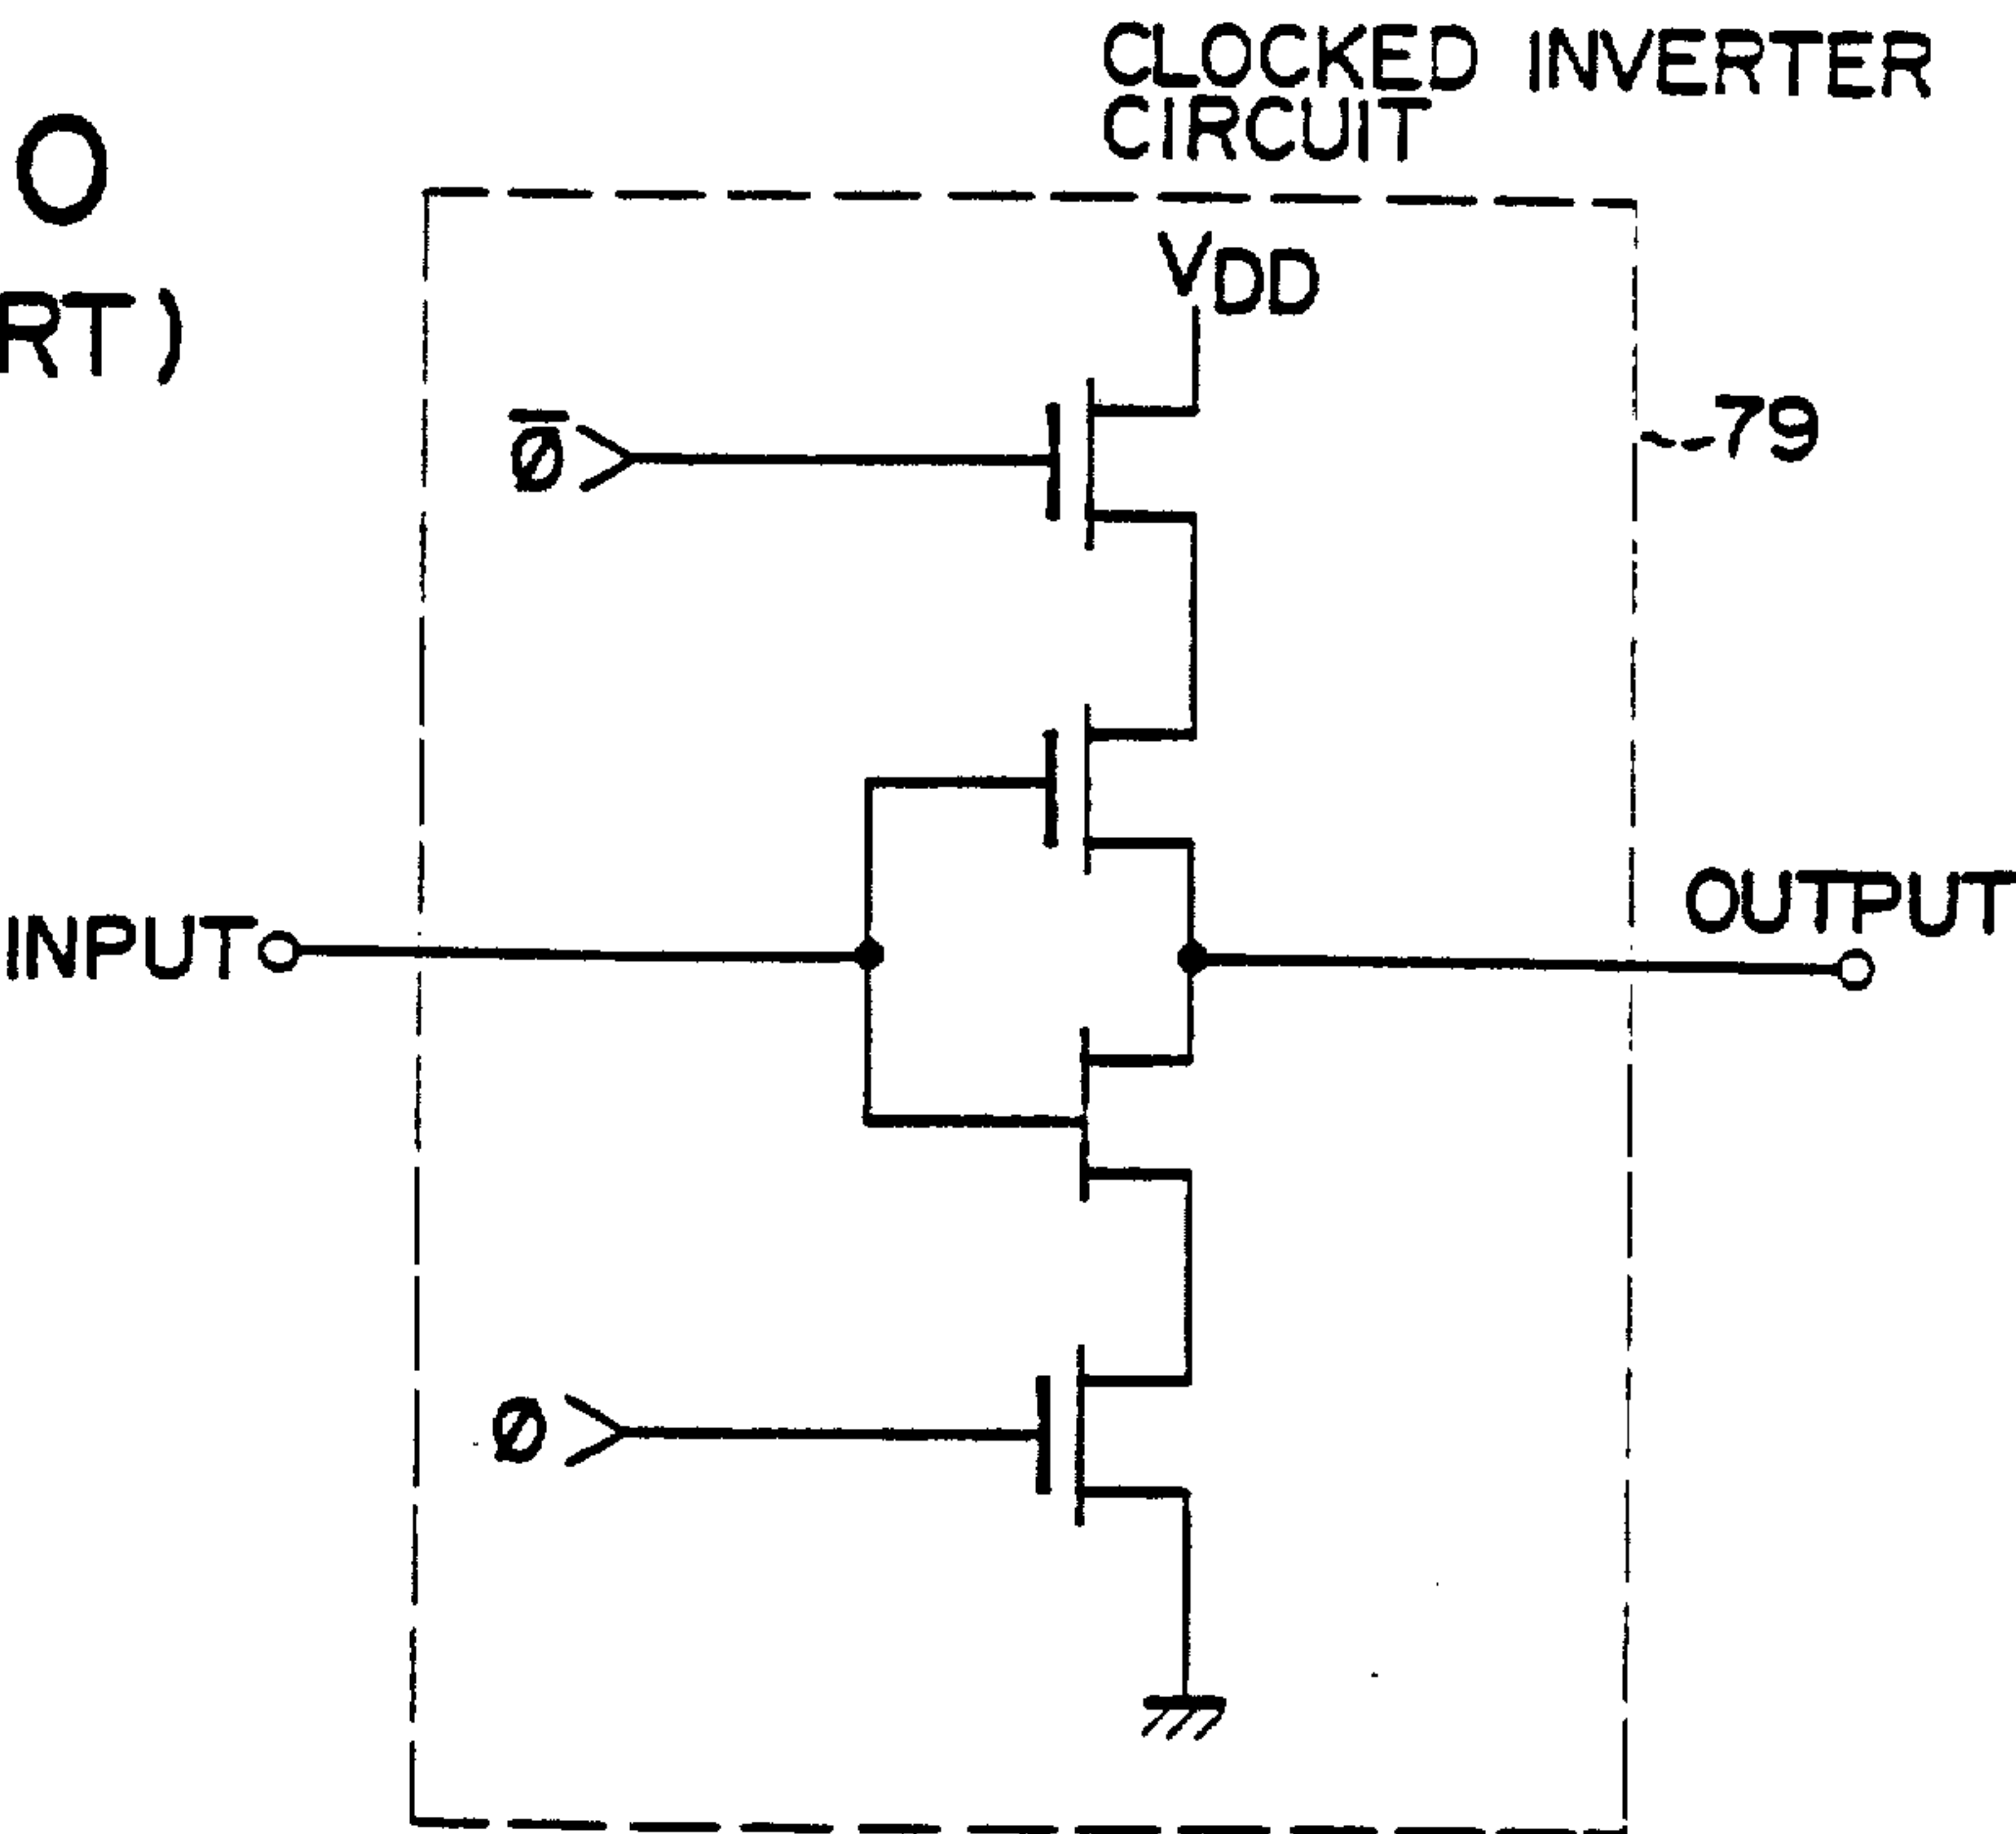 CLOCKED INVERTER
CIRCUIT
O
RT)
VDD
ø̅
79
INPUT
OUTPUT
ø